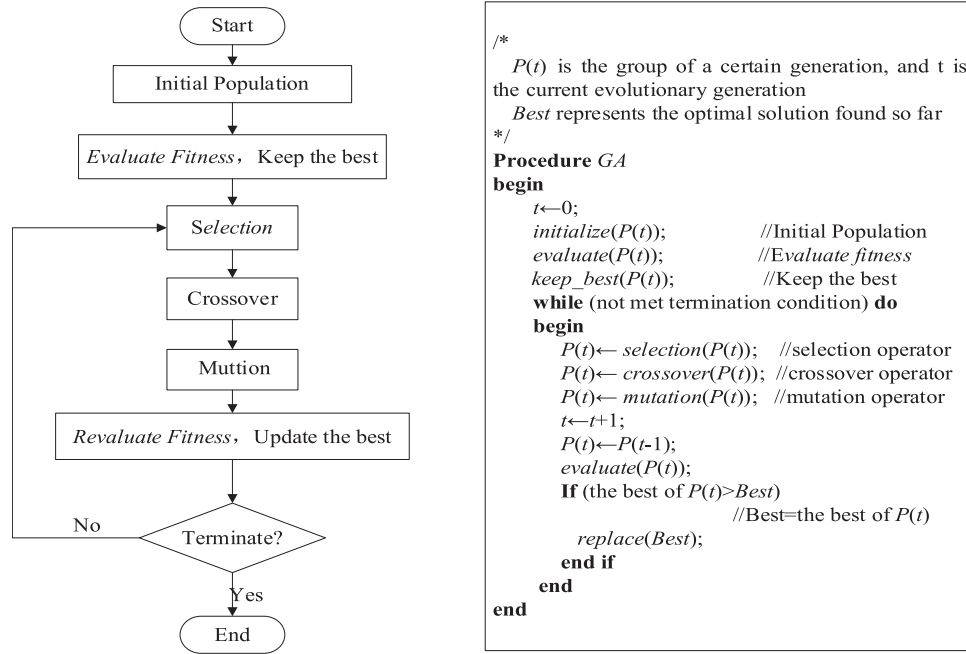 Start
Initial Population
Evaluate Fitness，Keep the best
Selection
Crossover
Muttion
Revaluate Fitness，Update the best
No
Terminate?
Yes
End
/*
P(t) is the group of a certain generation, and t is
the current evolutionary generation
Best represents the optimal solution found so far
*/
Procedure GA
begin
t←0;
initialize(P(t)); //Initial Population
evaluate(P(t)); //Evaluate fitness
keep_best(P(t)); //Keep the best
while (not met termination condition) do
begin
P(t)← selection(P(t)); //selection operator
P(t)← crossover(P(t)); //crossover operator
P(t)← mutation(P(t)); //mutation operator
t←t+1;
P(t)←P(t-1);
evaluate(P(t));
If (the best of P(t)>Best)
//Best=the best of P(t)
replace(Best);
end if
end
end